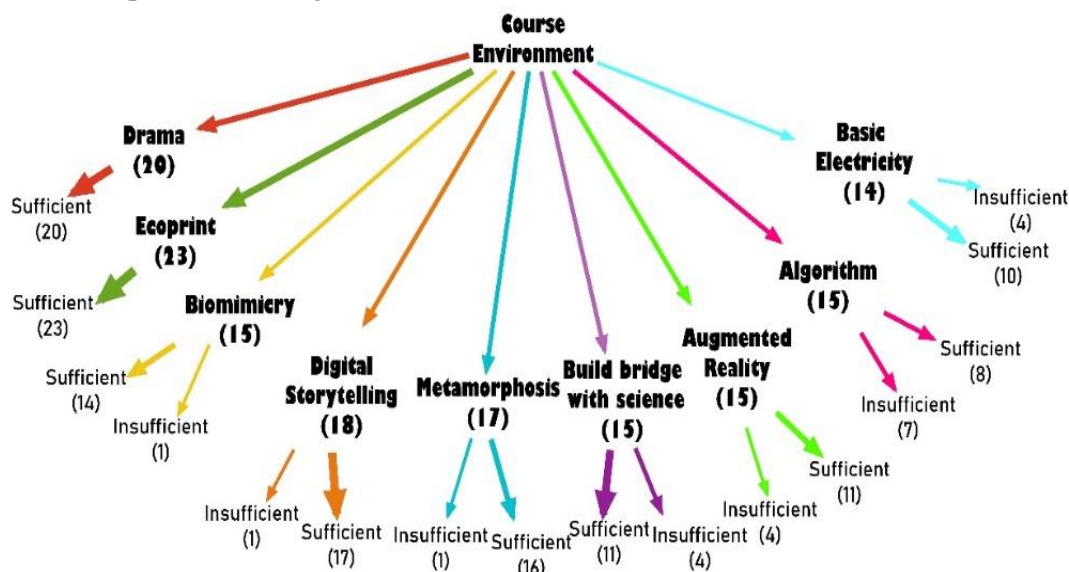 Course
Environment
Drama
(20)
Sufficient
(20)
Ecoprint
(23)
Sufficient
(23)
Biomimicry
(15)
Sufficient
(14)
Insufficient
(1)
Digital
Storytelling
(18)
Insufficient
(1)
Sufficient
(17)
Metamorphosis
(17)
Insufficient
(1)
Sufficient
(16)
Build bridge
with science
(15)
Sufficient
(11)
Insufficient
(4)
Augmented
Reality
(15)
Insufficient
(4)
Sufficient
(11)
Algorithm
(15)
Insufficient
(7)
Sufficient
(8)
Basic
Electricity
(14)
Insufficient
(4)
Sufficient
(10)